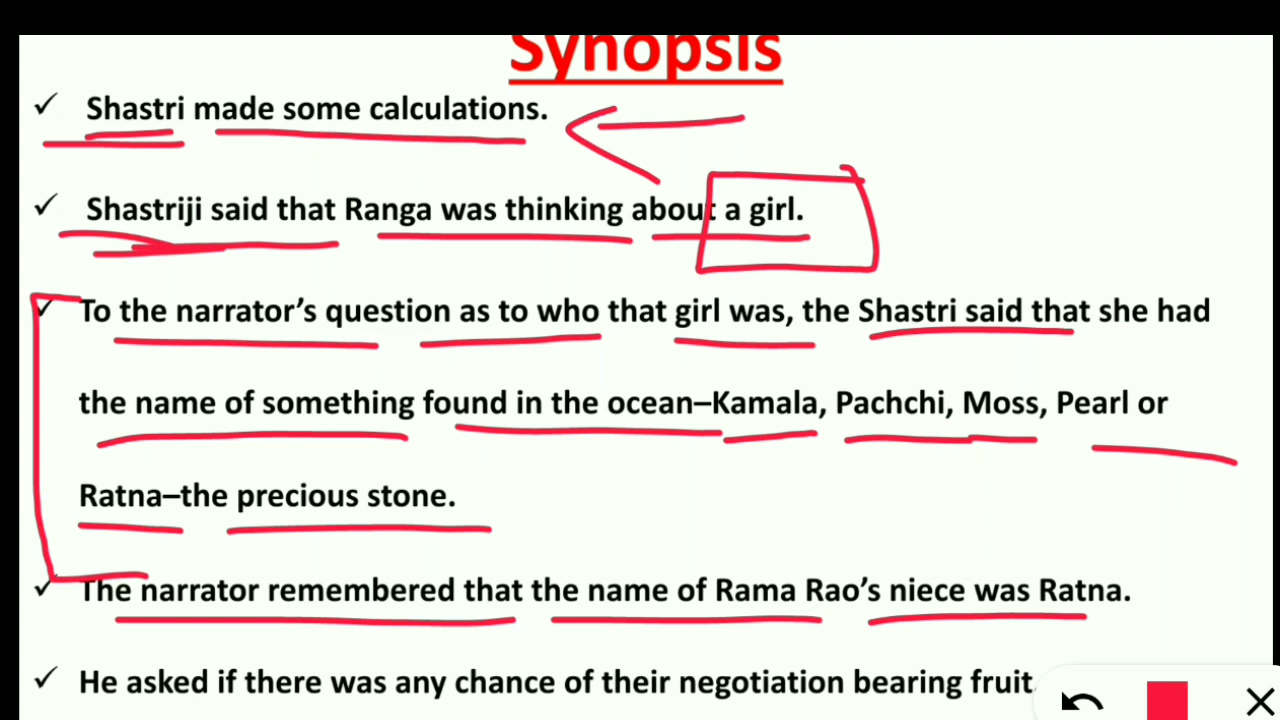 Synopsis
✓ Shastri made some calculations.
✓ Shastriji said that Ranga was thinking about a girl.
✓ To the narrator’s question as to who that girl was, the Shastri said that she had
the name of something found in the ocean–Kamala, Pachchi, Moss, Pearl or
Ratna–the precious stone.
✓ The narrator remembered that the name of Rama Rao’s niece was Ratna.
✓ He asked if there was any chance of their negotiation bearing fruit.